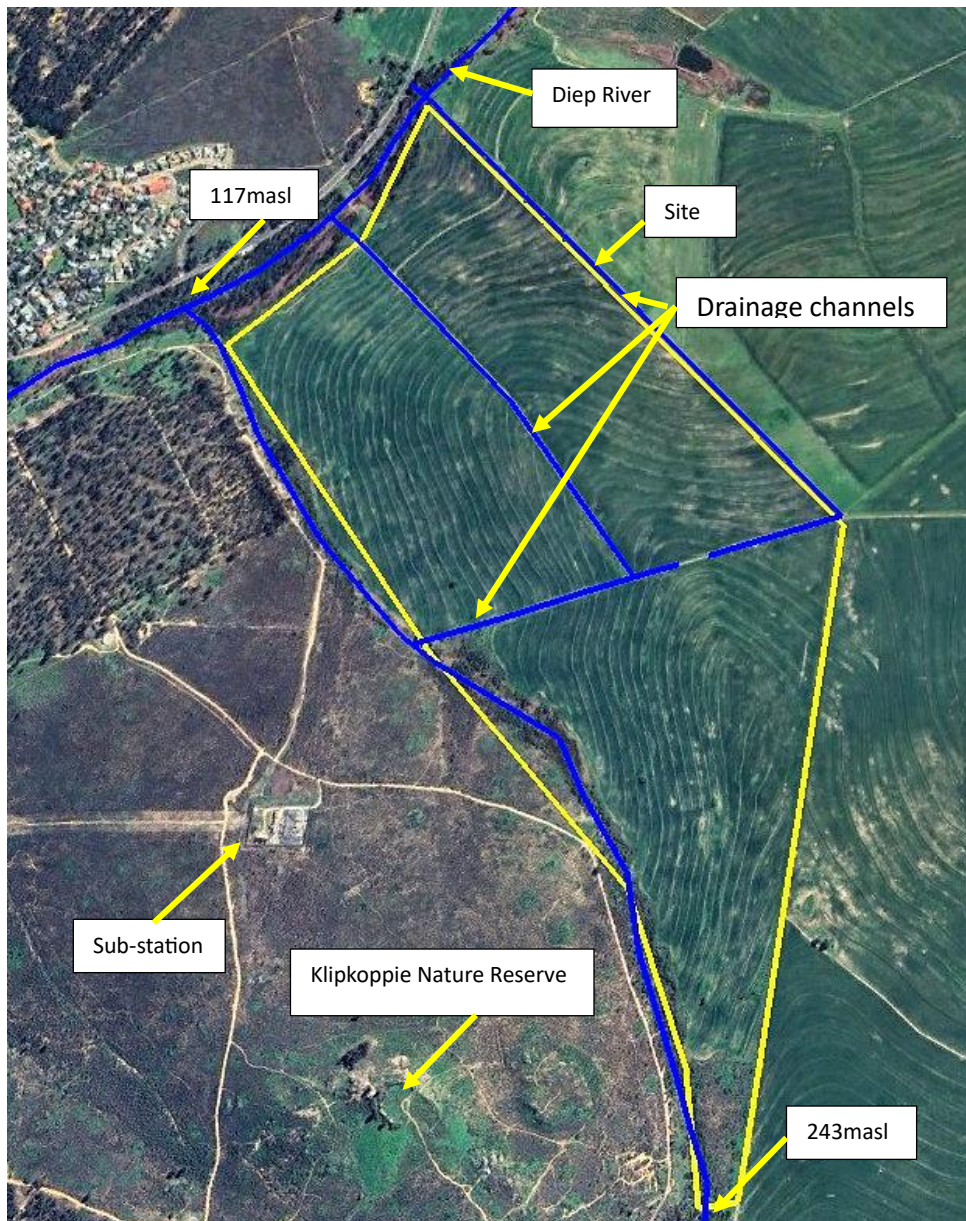 Diep River
117masl
Site
Drainage channels
Sub-station
Klipkoppie Nature Reserve
243masl